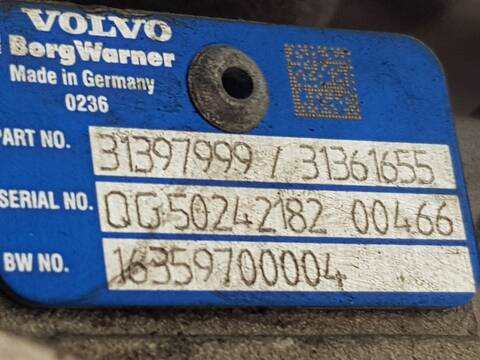 VOLVO
BorgWarner
Made in Germany
0236
PART NO. 31397999 / 31361655
SERIAL NO. QG50242182 00466
BW NO. 16359700004